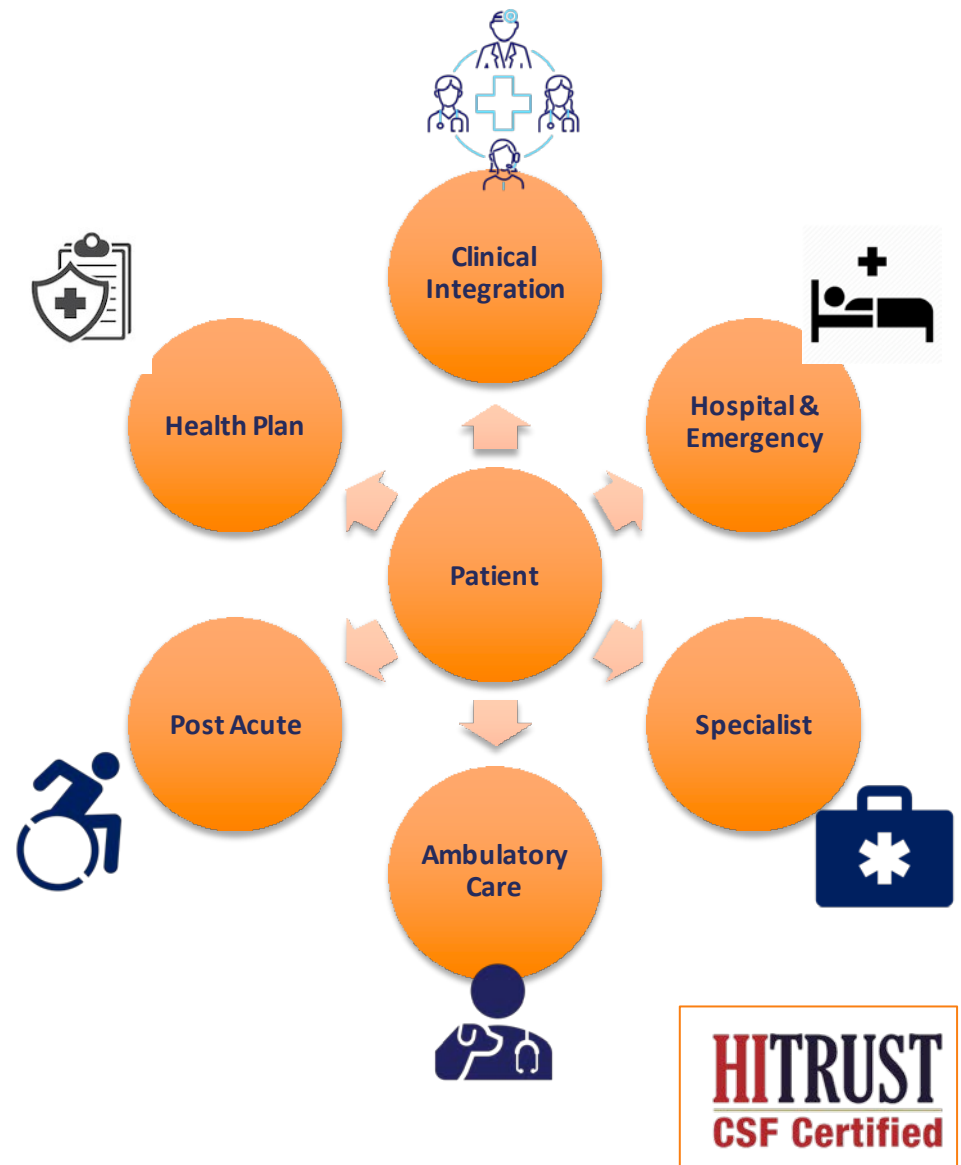 Clinical
Integration
Health Plan
Hospital &
Emergency
Patient
Post Acute
Specialist
Ambulatory
Care
HITRUST
CSF Certified